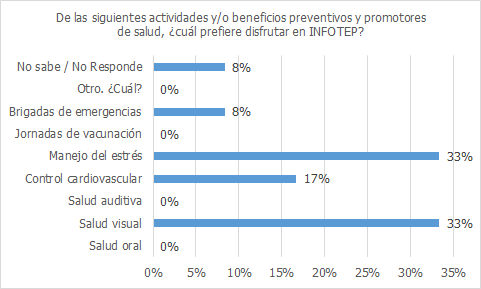 De las siguientes actividades y/o beneficios preventivos y promotores
de salud, ¿cuál prefiere disfrutar en INFOTEP?
No sabe / No Responde 8%
Otro. ¿Cuál? 0%
Brigadas de emergencias 8%
Jornadas de vacunación 0%
Manejo del estrés 33%
Control cardiovascular 17%
Salud auditiva 0%
Salud visual 33%
Salud oral 0%
0% 5% 10% 15% 20% 25% 30% 35%